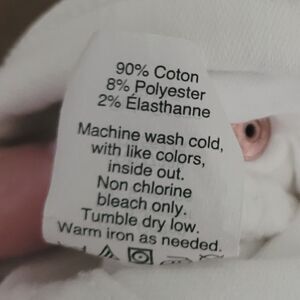 90% Coton
8% Polyester
2% Élasthanne
Machine wash cold,
with like colors,
inside out.
Non chlorine
bleach only.
Tumble dry low.
Warm iron as needed.